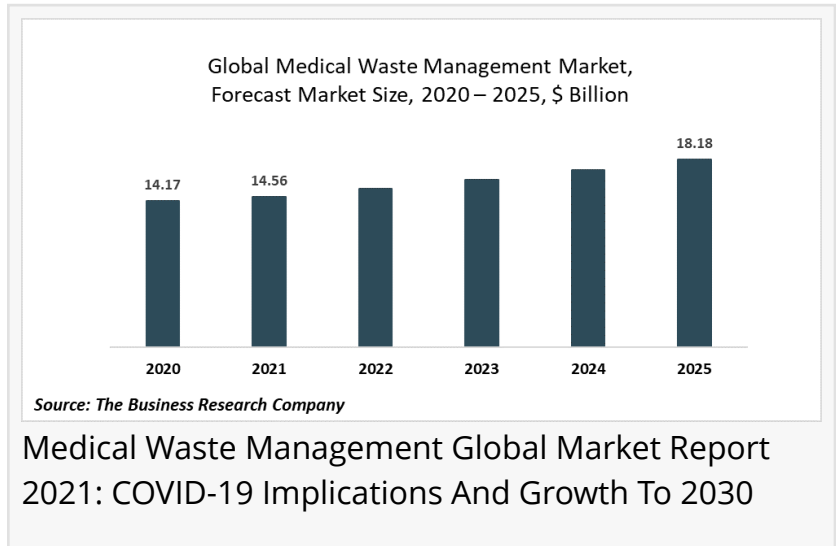 Global Medical Waste Management Market,
Forecast Market Size, 2020 – 2025, $ Billion
14.17
14.56
18.18
2020
2021
2022
2023
2024
2025
Source: The Business Research Company
Medical Waste Management Global Market Report
2021: COVID-19 Implications And Growth To 2030